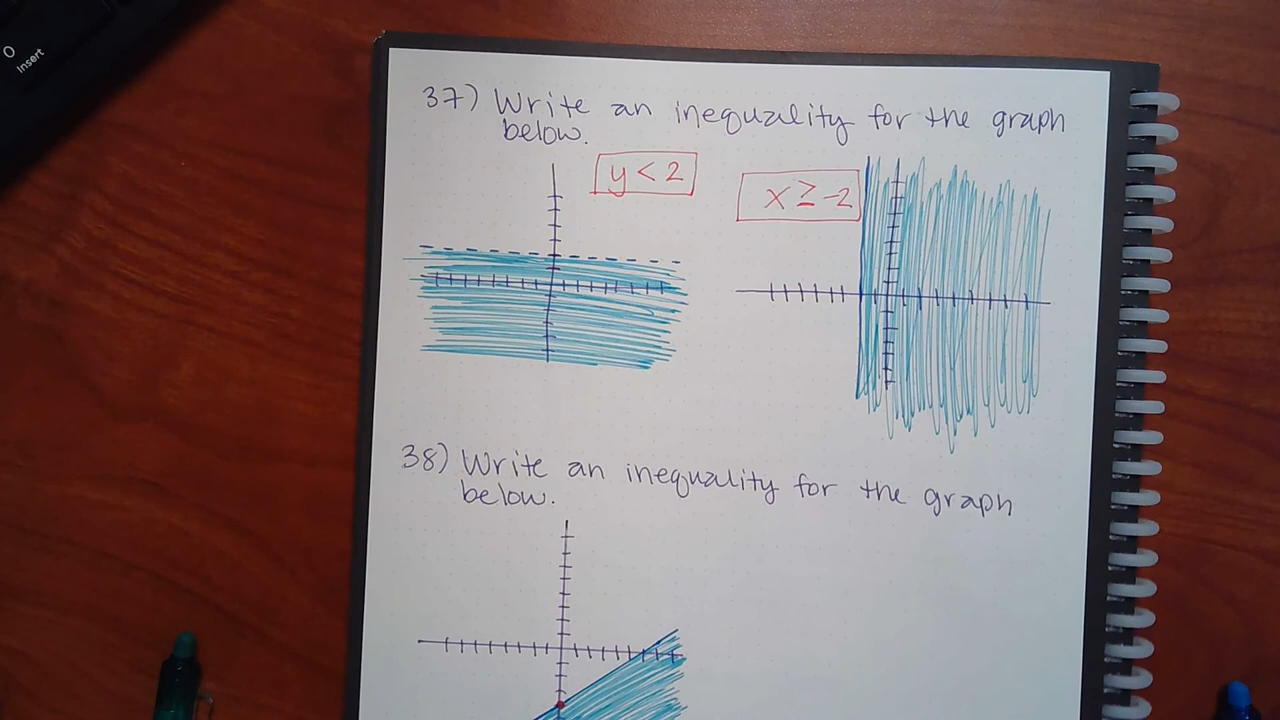 O
Insert
37) Write an inequality for the graph
below.
y < 2
x ≥ -2
38) Write an inequality for the graph
below.